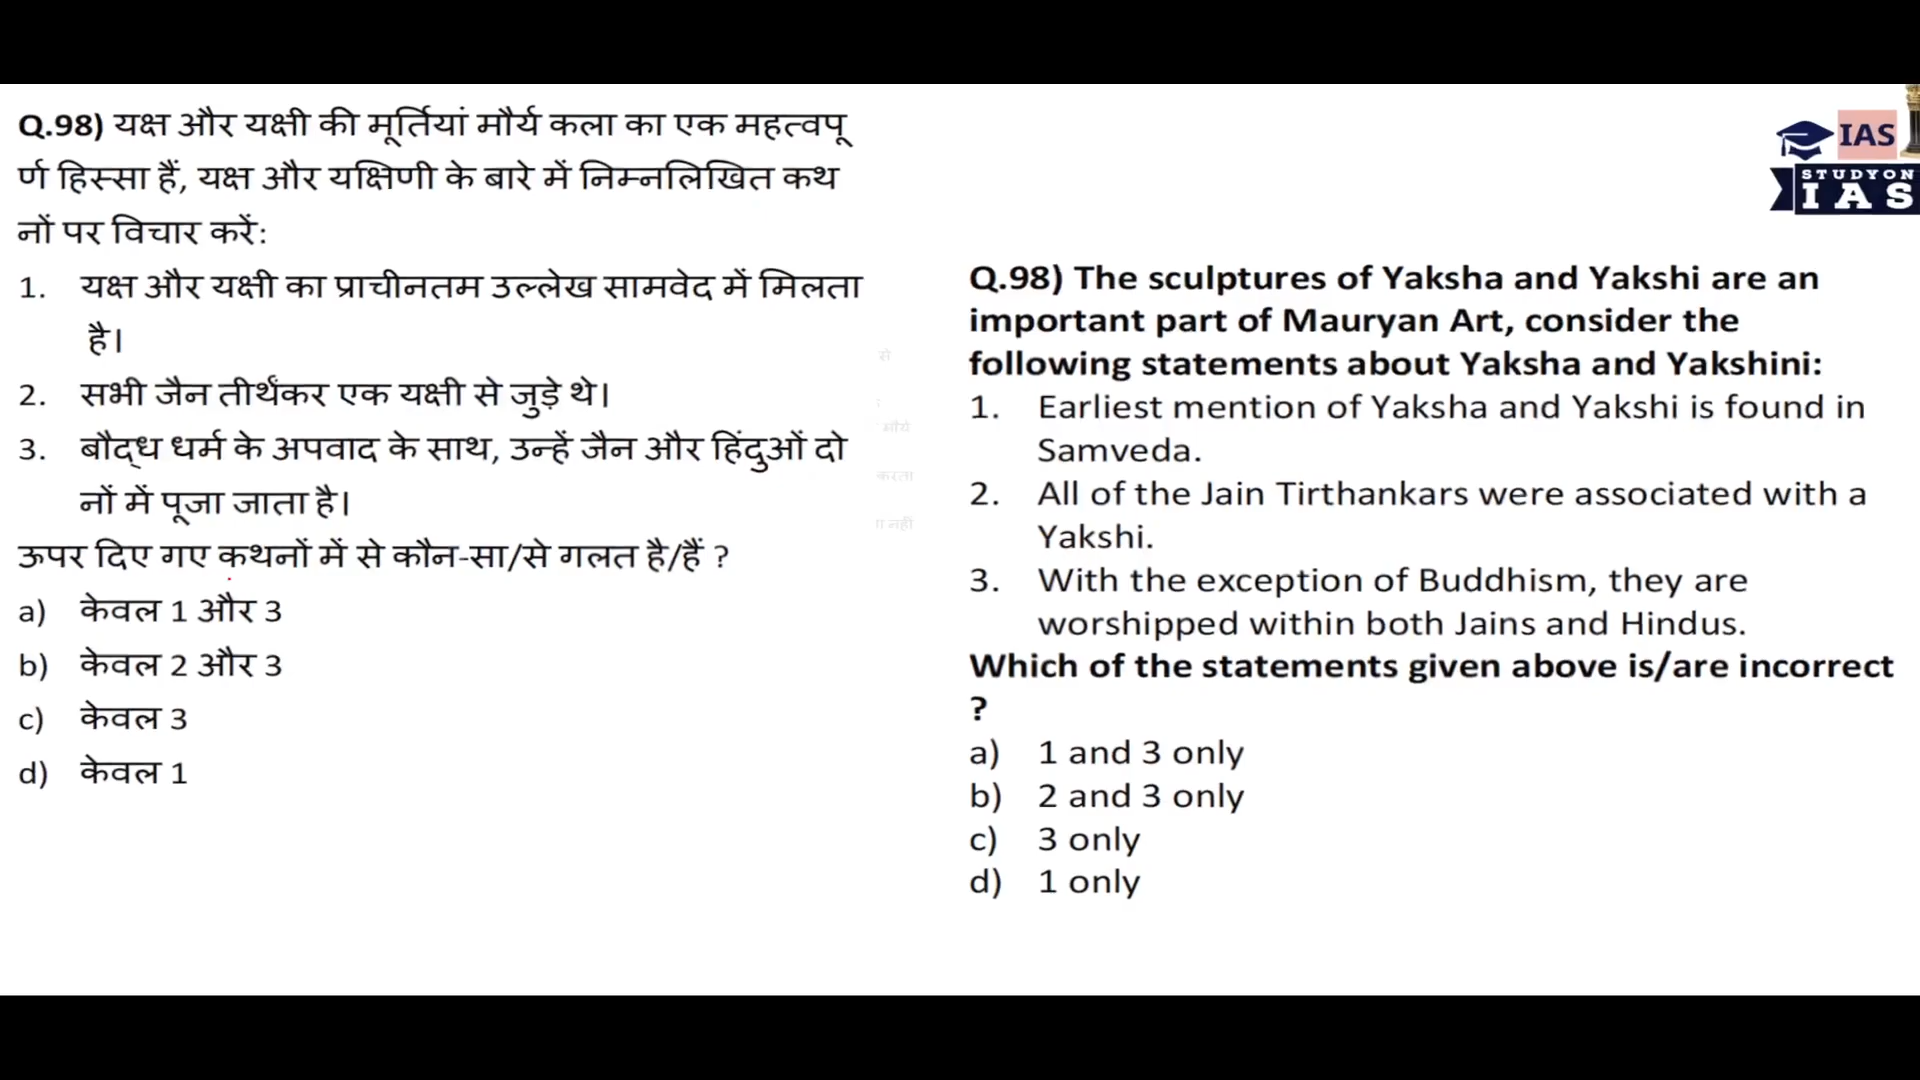 Q.98) यक्ष और यक्षी की मूर्तियां मौर्य कला का एक महत्वपू
र्ण हिस्सा हैं, यक्ष और यक्षिणी के बारे में निम्नलिखित कथ
नों पर विचार करें:
1. यक्ष और यक्षी का प्राचीनतम उल्लेख सामवेद में मिलता
है।
2. सभी जैन तीर्थंकर एक यक्षी से जुड़े थे।
3. बौद्ध धर्म के अपवाद के साथ, उन्हें जैन और हिंदुओं दो
नों में पूजा जाता है।
ऊपर दिए गए कथनों में से कौन-सा/से गलत है/हैं ?
a) केवल 1 और 3
b) केवल 2 और 3
c) केवल 3
d) केवल 1
से
:
मौर्य
करता
ा नहीं
IAS
STUDYON
IAS
Q.98) The sculptures of Yaksha and Yakshi are an
important part of Mauryan Art, consider the
following statements about Yaksha and Yakshini:
1. Earliest mention of Yaksha and Yakshi is found in
Samveda.
2. All of the Jain Tirthankars were associated with a
Yakshi.
3. With the exception of Buddhism, they are
worshipped within both Jains and Hindus.
Which of the statements given above is/are incorrect
?
a) 1 and 3 only
b) 2 and 3 only
c) 3 only
d) 1 only